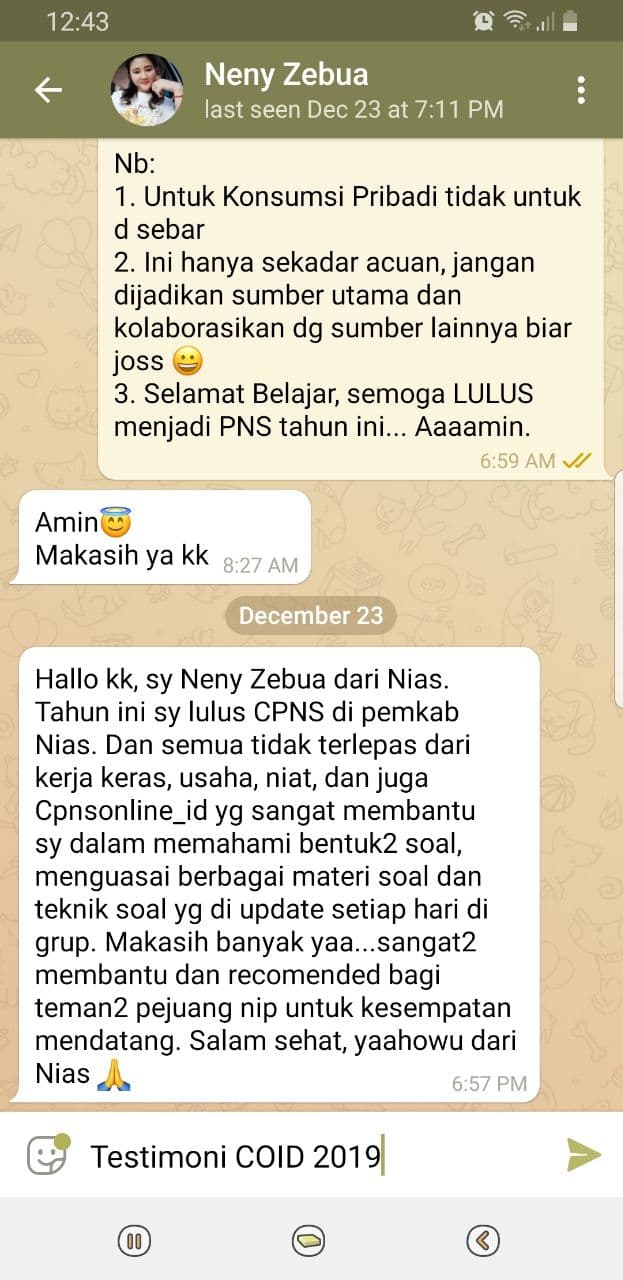 12:43
Neny Zebua
last seen Dec 23 at 7:11 PM
Nb:
1. Untuk Konsumsi Pribadi tidak untuk
d sebar
2. Ini hanya sekadar acuan, jangan
dijadikan sumber utama dan
kolaborasikan dg sumber lainnya biar
joss 😀
3. Selamat Belajar, semoga LULUS
menjadi PNS tahun ini... Aaaamin.
6:59 AM
Amin😇
Makasih ya kk 8:27 AM
December 23
Hallo kk, sy Neny Zebua dari Nias.
Tahun ini sy lulus CPNS di pemkab
Nias. Dan semua tidak terlepas dari
kerja keras, usaha, niat, dan juga
Cpnsonline_id yg sangat membantu
sy dalam memahami bentuk2 soal,
menguasai berbagai materi soal dan
teknik soal yg di update setiap hari di
grup. Makasih banyak yaa...sangat2
membantu dan recomended bagi
teman2 pejuang nip untuk kesempatan
mendatang. Salam sehat, yaahowu dari
Nias 🙏
6:57 PM
Testimoni COID 2019